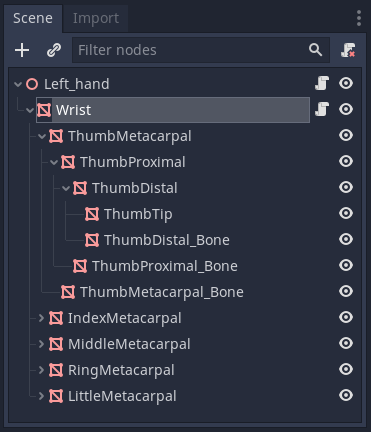 Scene Import
Filter nodes
Left_hand
Wrist
ThumbMetacarpal
ThumbProximal
ThumbDistal
ThumbTip
ThumbDistal_Bone
ThumbProximal_Bone
ThumbMetacarpal_Bone
IndexMetacarpal
MiddleMetacarpal
RingMetacarpal
LittleMetacarpal